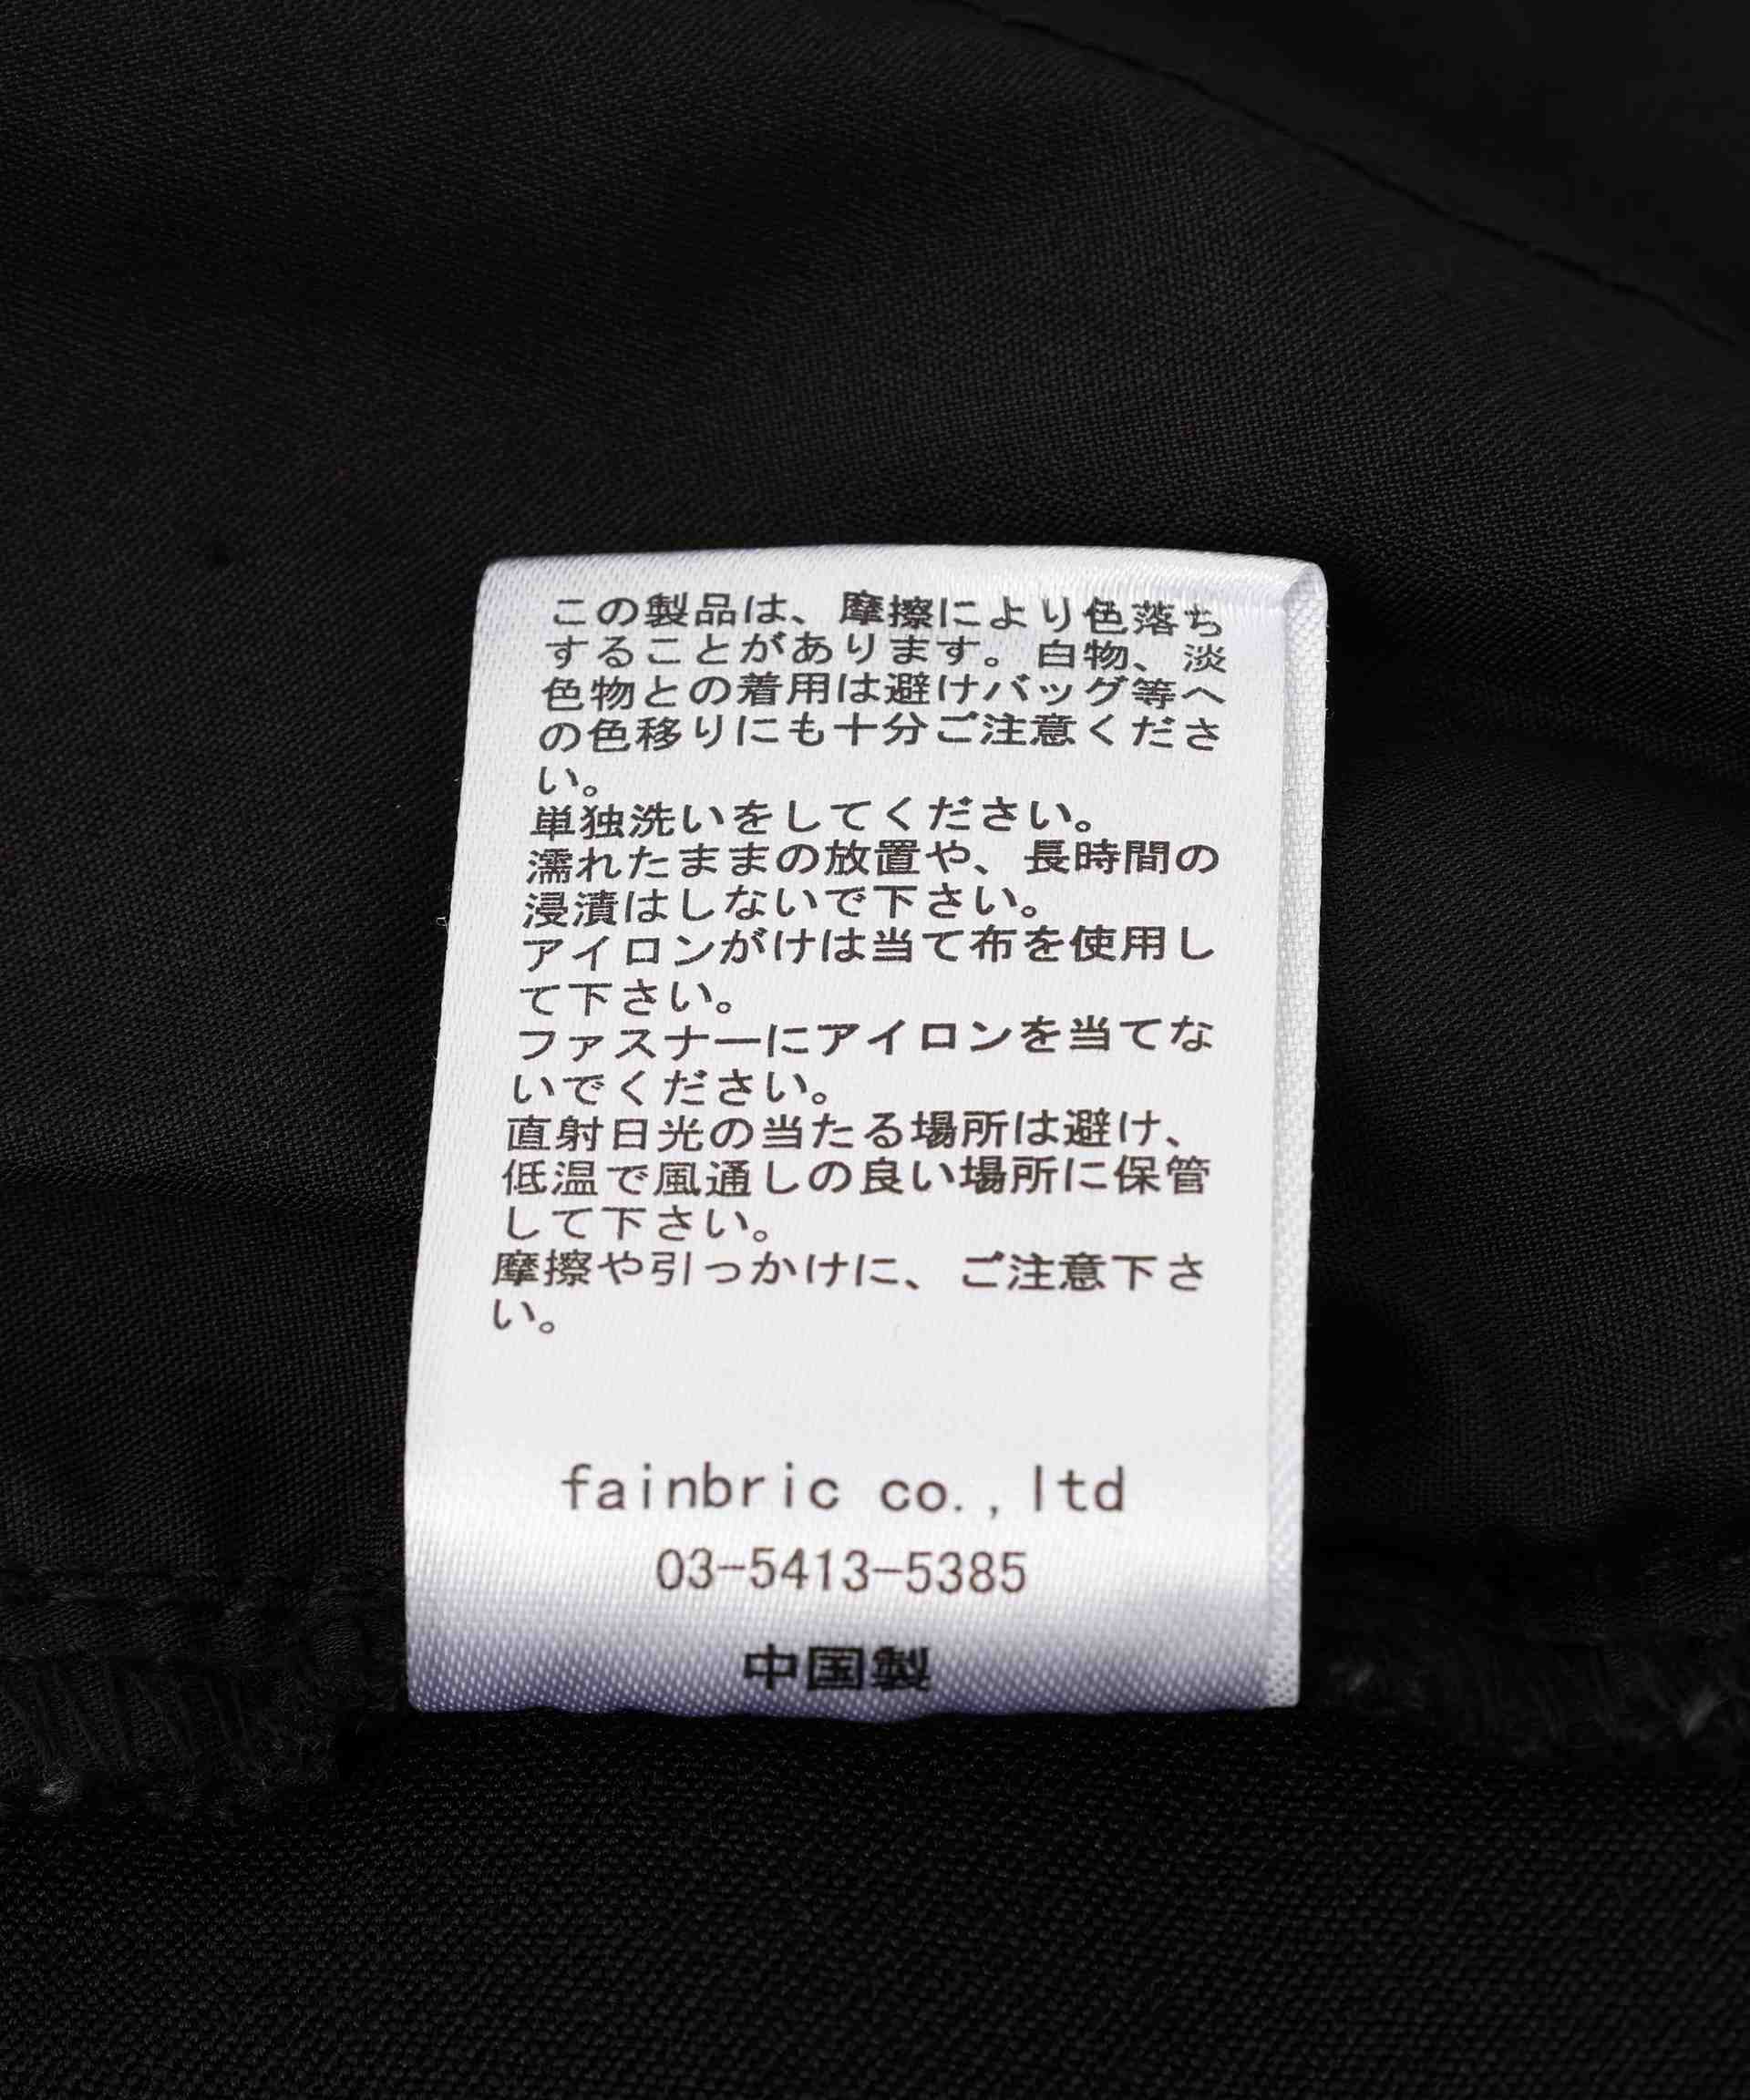 この製品は、摩擦により色落ち
することがあります。白物、淡
色物との着用は避けバッグ等へ
の色移りにも十分ご注意くださ
い。
単独洗いをしてください。
濡れたままの放置や、長時間の
浸漬はしないで下さい。
アイロンがけは当て布を使用し
て下さい。
ファスナーにアイロンを当てな
いでください。
直射日光の当たる場所は避け、
低温で風通しの良い場所に保管
して下さい。
摩擦や引っかけに、ご注意下さ
い。
fainbric co.,ltd
03-5413-5385
中国製